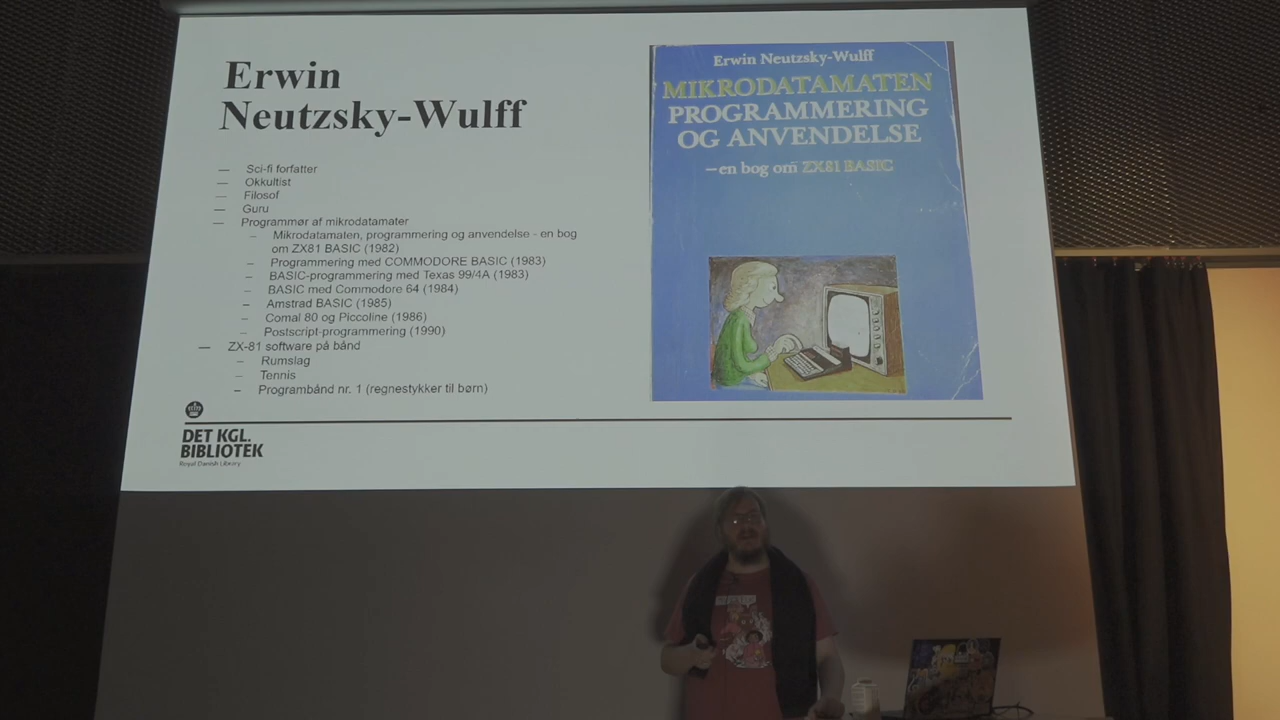 Erwin
Neutzsky-Wulff
— Sci-fi forfatter
— Okkultist
— Filosof
— Guru
— Programmør af mikrodatamater
— Mikrodatamaten, programmering og anvendelse - en bog
om ZX81 BASIC (1982)
— Programmering med COMMODORE BASIC (1983)
— BASIC-programmering med Texas 99/4A (1983)
— BASIC med Commodore 64 (1984)
— Amstrad BASIC (1985)
— Comal 80 og Piccoline (1986)
— Postscript-programmering (1990)
— ZX-81 software på bånd
— Rumslag
— Tennis
— Programbånd nr. 1 (regnestykker til børn)
DET KGL.
BIBLIOTEK
Royal Danish Library
Erwin Neutzsky-Wulff
MIKRODATAMATEN
PROGRAMMERING
OG ANVENDELSE
—en bog om ZX81 BASIC